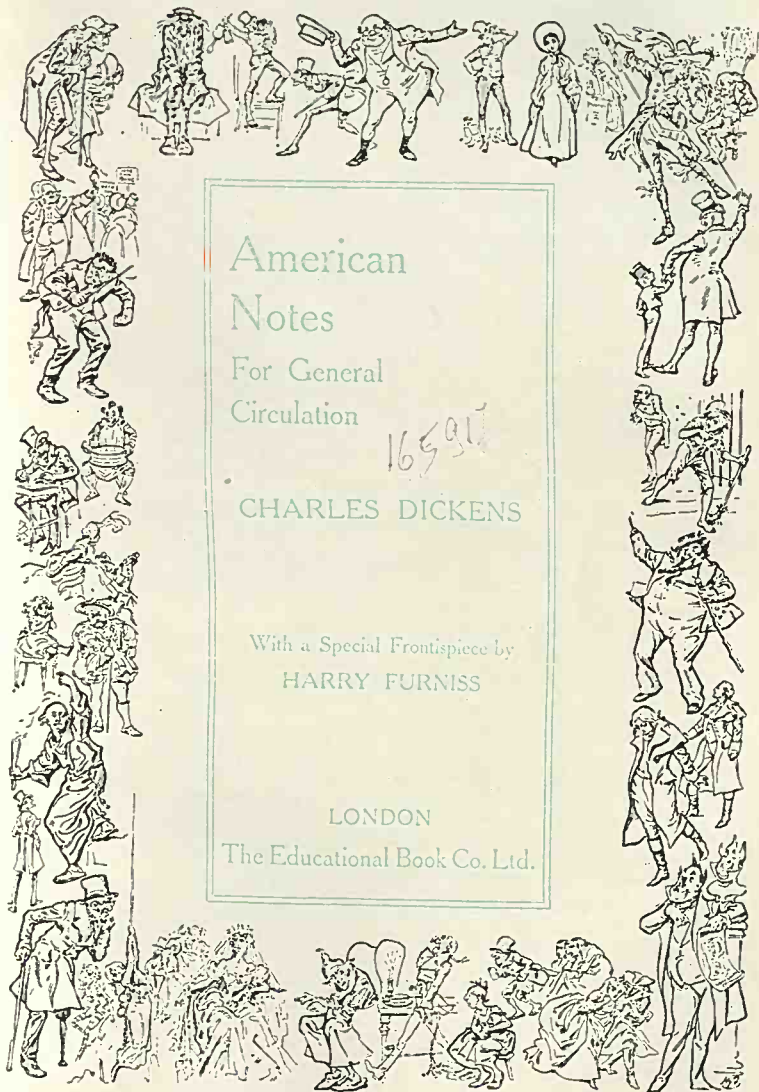 American
Notes
For General
Circulation
CHARLES DICKENS
With a Special Frontispiece by
HARRY FURNISS
LONDON
The Educational Book Co. Ltd.